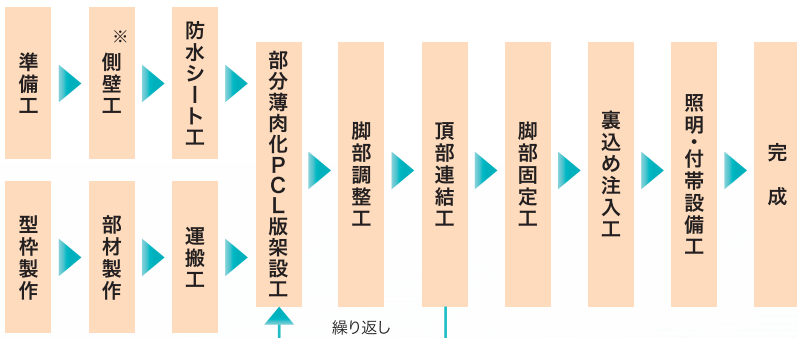 準備工
※
側壁工
防水シート工
型枠製作
部材製作
運搬工
部分薄肉化PCL版架設工
脚部調整工
頂部連結工
脚部固定工
裏込め注入工
照明・付帯設備工
完成
繰り返し